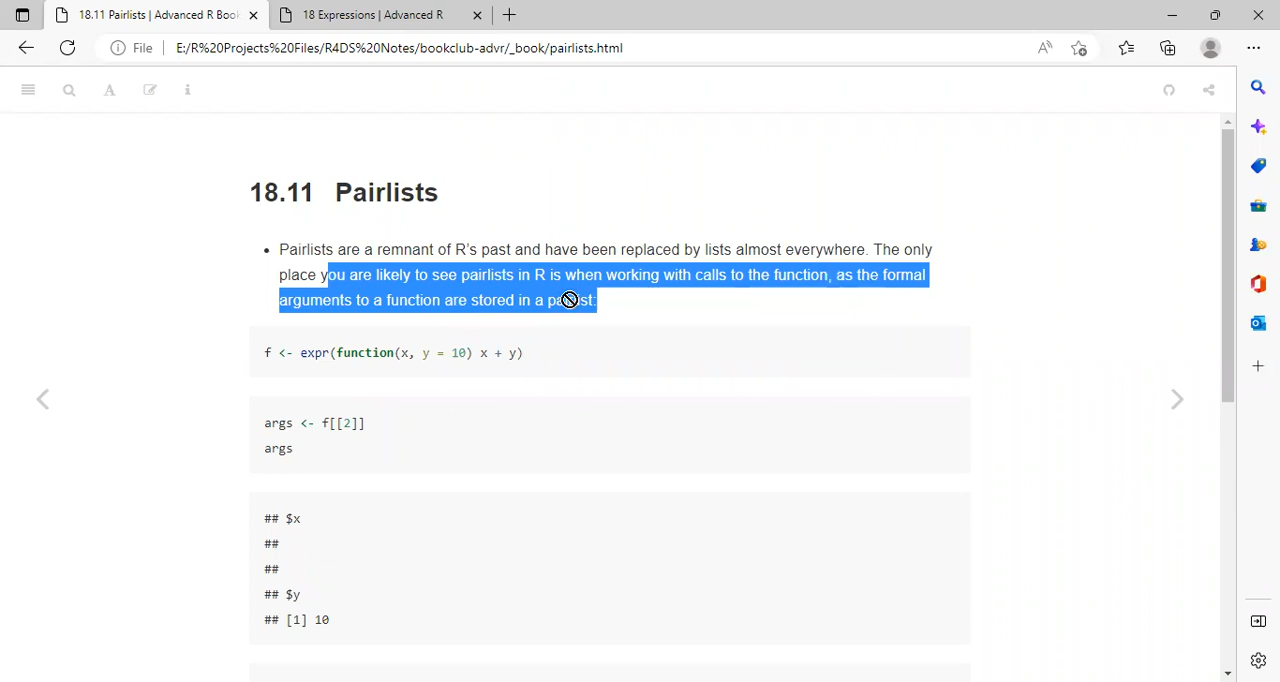 18.11 Pairlists | Advanced R Book
18 Expressions | Advanced R
File
E:/R%20Projects%20Files/R4DS%20Notes/bookclub-advr/_book/pairlists.html
18.11 Pairlists
• Pairlists are a remnant of R's past and have been replaced by lists almost everywhere. The only
place you are likely to see pairlists in R is when working with calls to the function, as the formal
arguments to a function are stored in a pairlist:
f <- expr(function(x, y = 10) x + y)
args <- f[[2]]
args
## $x
##
##
## $y
## [1] 10